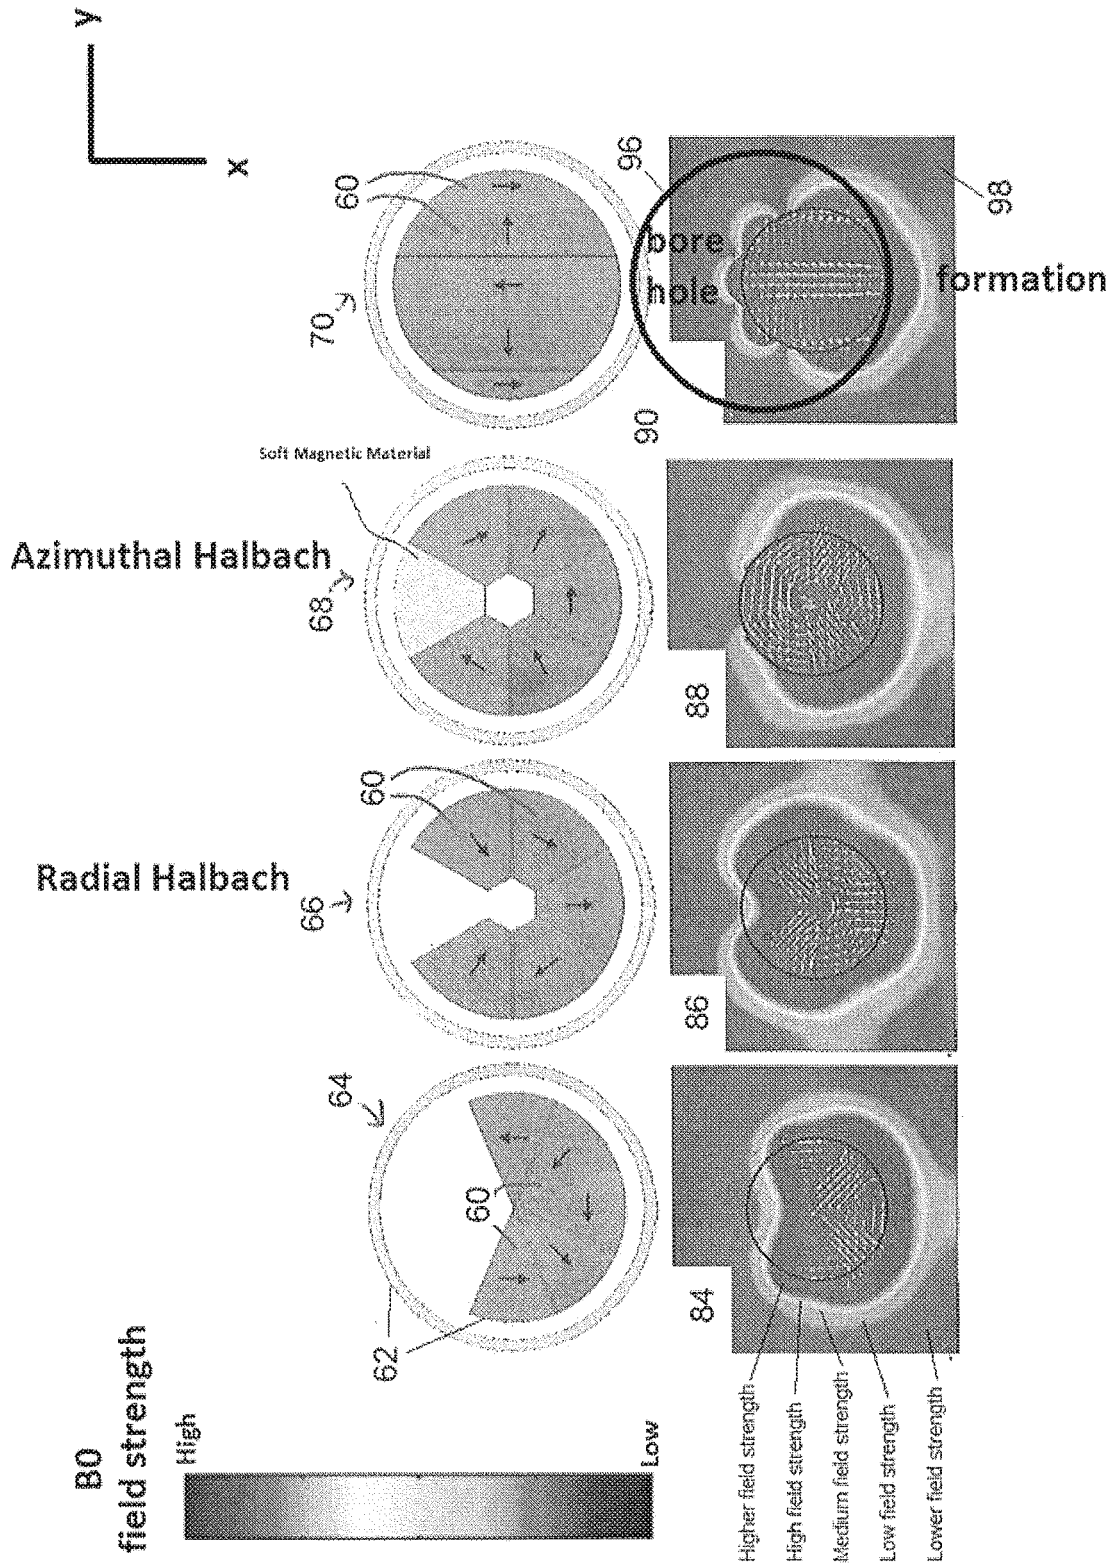 Y
X
60
96
70
bore
hole
98
formation
90
Soft Magnetic Material
Azimuthal Halbach
68
88
60
Radial Halbach
66
86
64
60
62
84
B0
field strength
High
Low
Higher field strength
High field strength
Medium field strength
Low field strength
Lower field strength